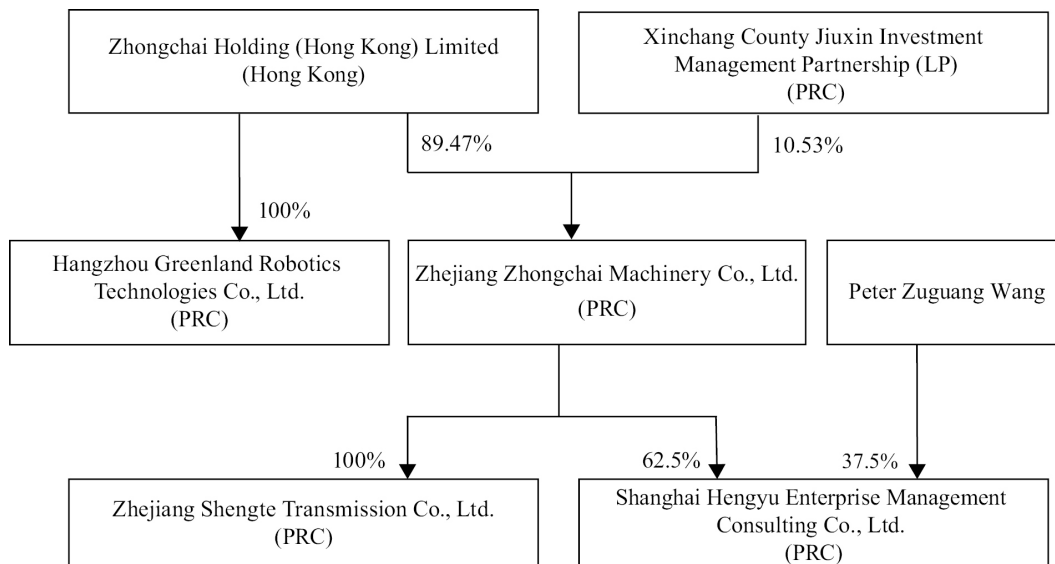 Zhongchai Holding (Hong Kong) Limited
(Hong Kong)
Xinchang County Jiuxin Investment
Management Partnership (LP)
(PRC)
89.47%
10.53%
100%
Hangzhou Greenland Robotics
Technologies Co., Ltd.
(PRC)
Zhejiang Zhongchai Machinery Co., Ltd.
(PRC)
Peter Zuguang Wang
100%
62.5%
37.5%
Zhejiang Shengte Transmission Co., Ltd.
(PRC)
Shanghai Hengyu Enterprise Management
Consulting Co., Ltd.
(PRC)